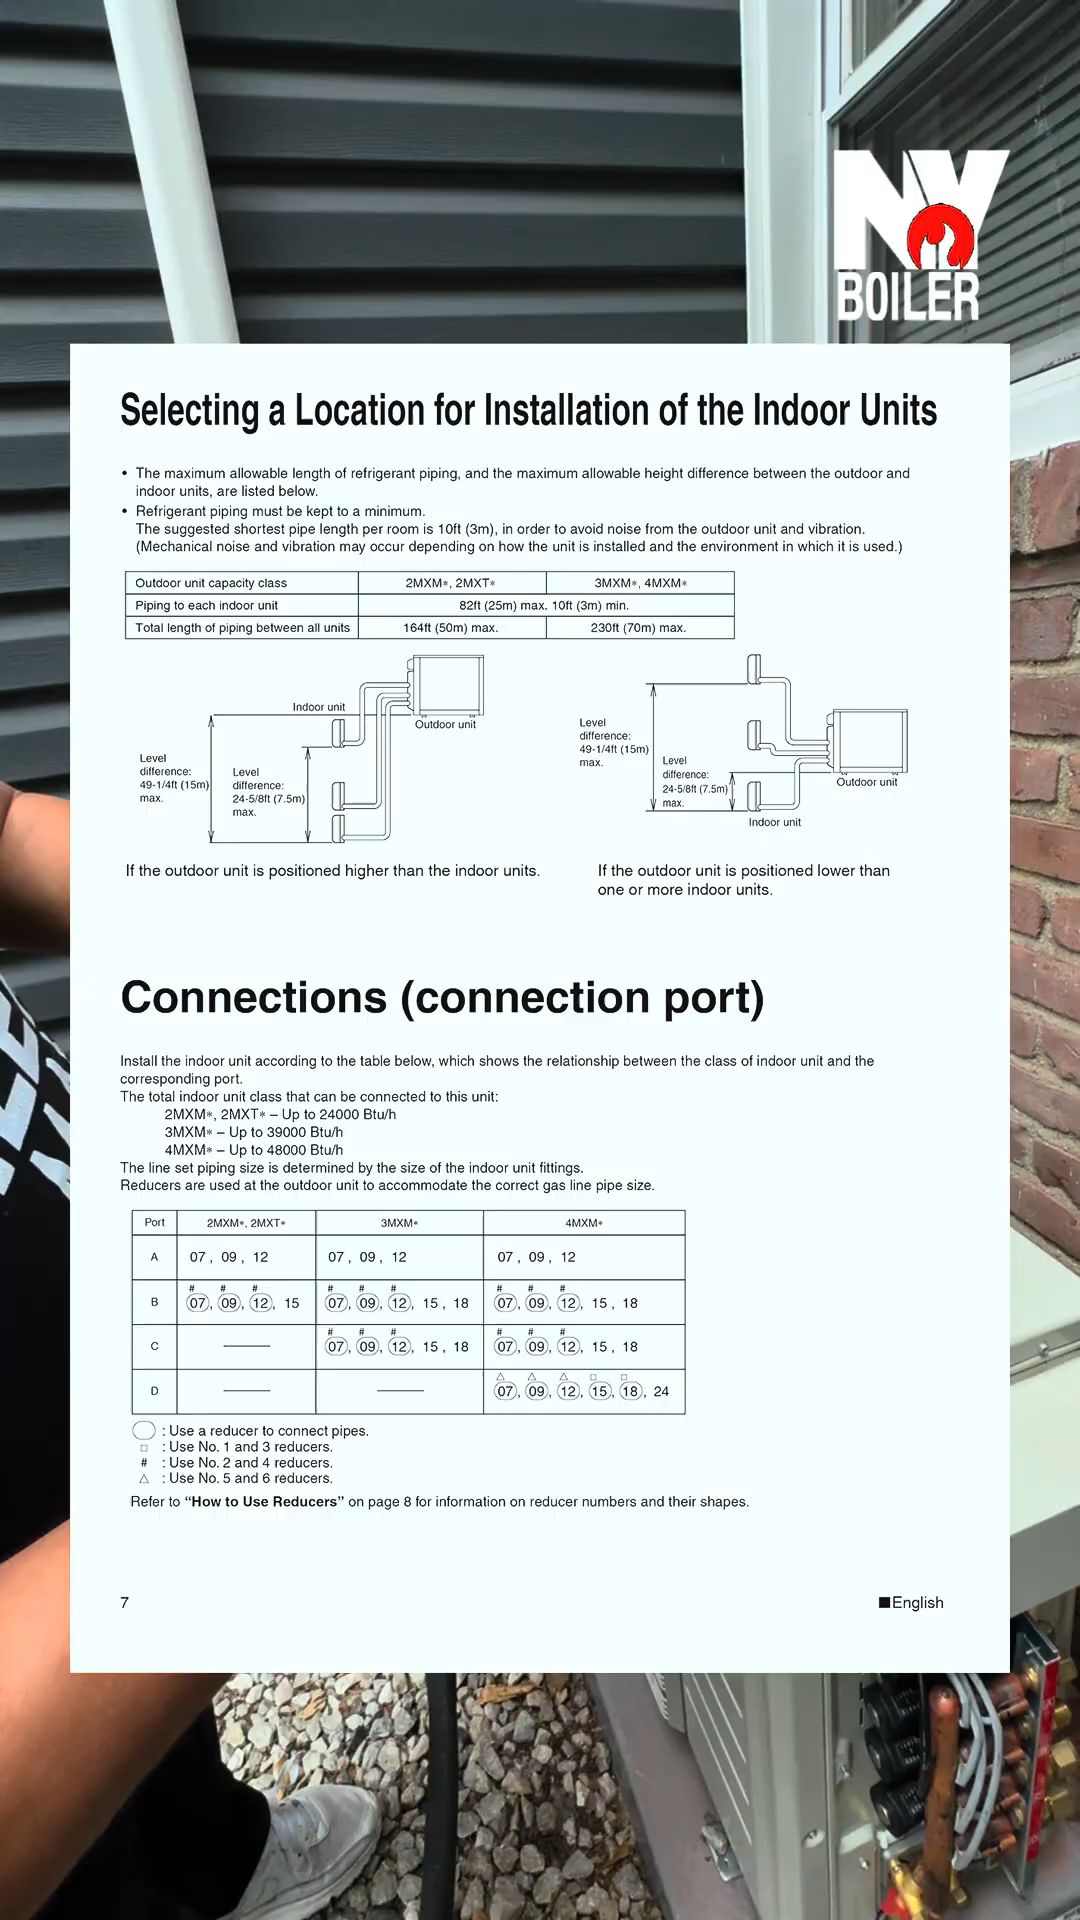 NY
BOILER
Selecting a Location for Installation of the Indoor Units
• The maximum allowable length of refrigerant piping, and the maximum allowable height difference between the outdoor and
indoor units, are listed below.
• Refrigerant piping must be kept to a minimum.
The suggested shortest pipe length per room is 10ft (3m), in order to avoid noise from the outdoor unit and vibration.
(Mechanical noise and vibration may occur depending on how the unit is installed and the environment in which it is used.)
Outdoor unit capacity class 2MXM*, 2MXT* 3MXM*, 4MXM*
Piping to each indoor unit 82ft (25m) max. 10ft (3m) min.
Total length of piping between all units 164ft (50m) max. 230ft (70m) max.
Indoor unit
Outdoor unit
Level
difference:
49-1/4ft (15m)
max.
Level
difference:
24-5/8ft (7.5m)
max.
Level
difference:
49-1/4ft (15m)
max.
Level
difference:
24-5/8ft (7.5m)
max.
Outdoor unit
Indoor unit
If the outdoor unit is positioned higher than the indoor units.
If the outdoor unit is positioned lower than
one or more indoor units.
Connections (connection port)
Install the indoor unit according to the table below, which shows the relationship between the class of indoor unit and the
corresponding port.
The total indoor unit class that can be connected to this unit:
2MXM*, 2MXT* – Up to 24000 Btu/h
3MXM* – Up to 39000 Btu/h
4MXM* – Up to 48000 Btu/h
The line set piping size is determined by the size of the indoor unit fittings.
Reducers are used at the outdoor unit to accommodate the correct gas line pipe size.
Port 2MXM*, 2MXT* 3MXM* 4MXM*
A 07 , 09 , 12 07 , 09 , 12 07 , 09 , 12
# # # # # # # # #
B 07, 09, 12, 15 07, 09, 12, 15 , 18 07, 09, 12, 15 , 18
# # # # # #
C —— 07, 09, 12, 15 , 18 07, 09, 12, 15 , 18
△ △ △ □ □
D —— —— 07, 09, 12, 15, 18, 24
: Use a reducer to connect pipes.
□ : Use No. 1 and 3 reducers.
# : Use No. 2 and 4 reducers.
△ : Use No. 5 and 6 reducers.
Refer to “How to Use Reducers” on page 8 for information on reducer numbers and their shapes.
7 ■English